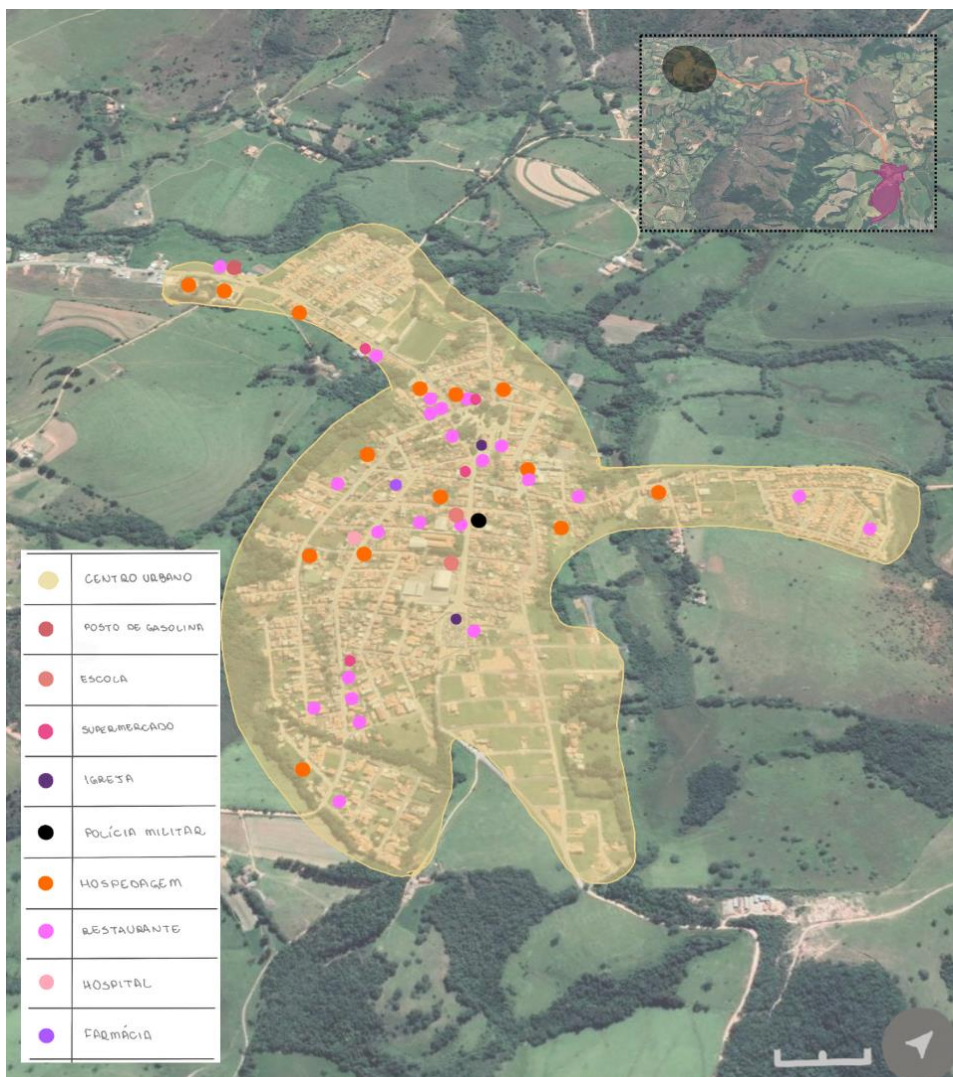 CENTRO URBANO
POSTO DE GASOLINA
ESCOLA
SUPERMERCADO
IGREJA
POLÍCIA MILITAR
HOSPEDAGEM
RESTAURANTE
HOSPITAL
FARMÁCIA